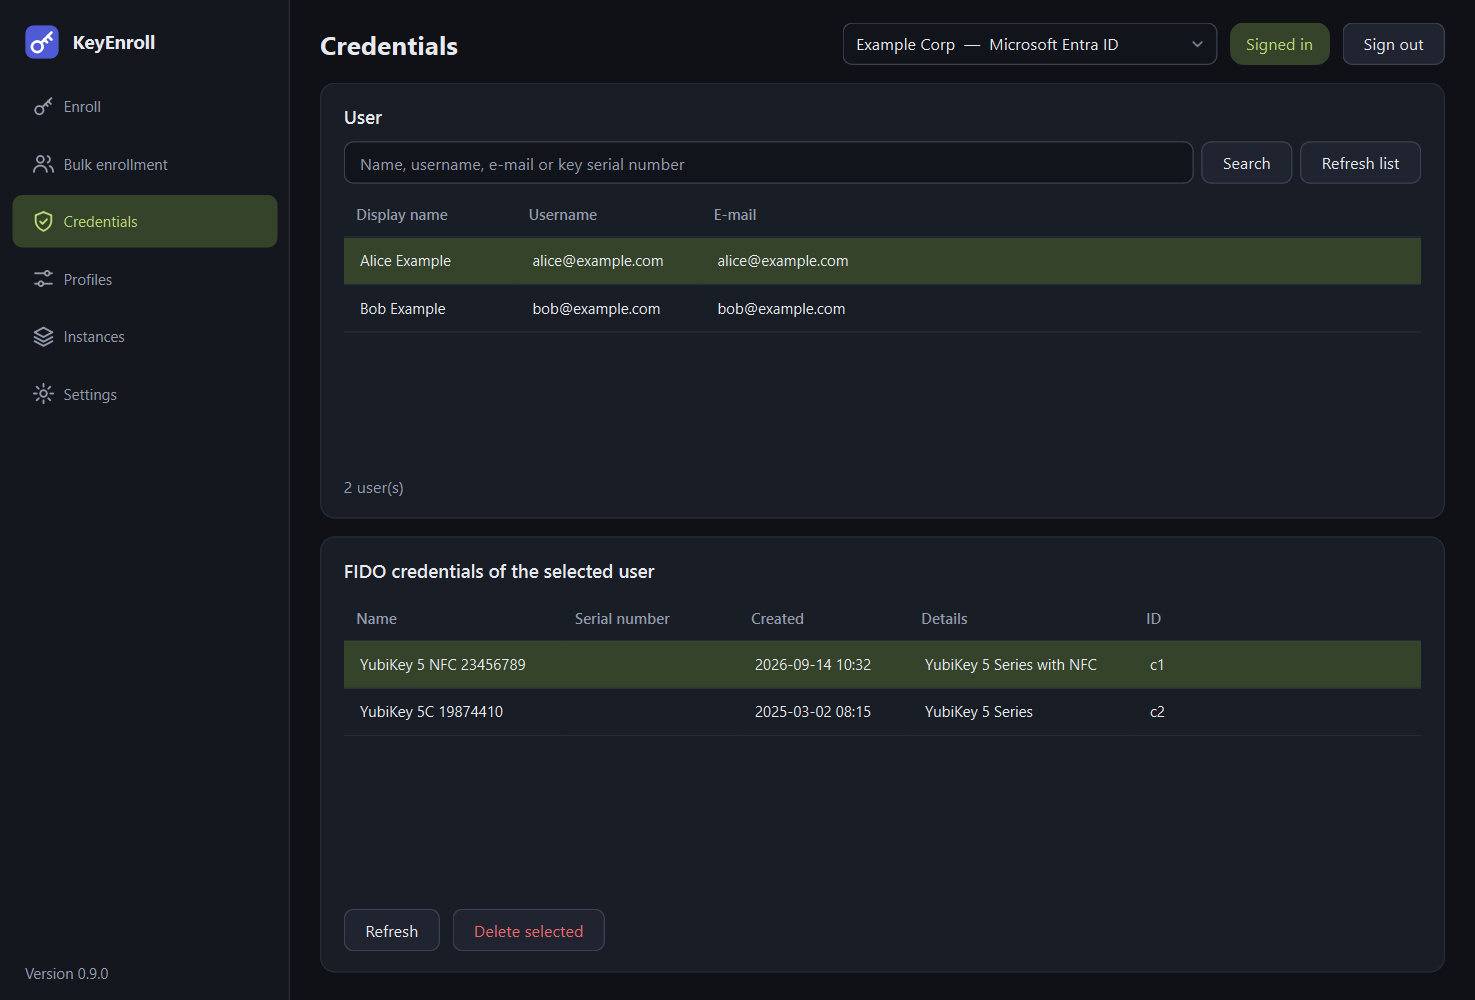 KeyEnroll
Enroll
Bulk enrollment
Credentials
Profiles
Instances
Settings
Version 0.9.0
Credentials
Example Corp — Microsoft Entra ID
Signed in
Sign out
User
Name, username, e-mail or key serial number
Search
Refresh list
Display name Username E-mail
Alice Example alice@example.com alice@example.com
Bob Example bob@example.com bob@example.com
2 user(s)
FIDO credentials of the selected user
Name Serial number Created Details ID
YubiKey 5 NFC 23456789 2026-09-14 10:32 YubiKey 5 Series with NFC c1
YubiKey 5C 19874410 2025-03-02 08:15 YubiKey 5 Series c2
Refresh
Delete selected